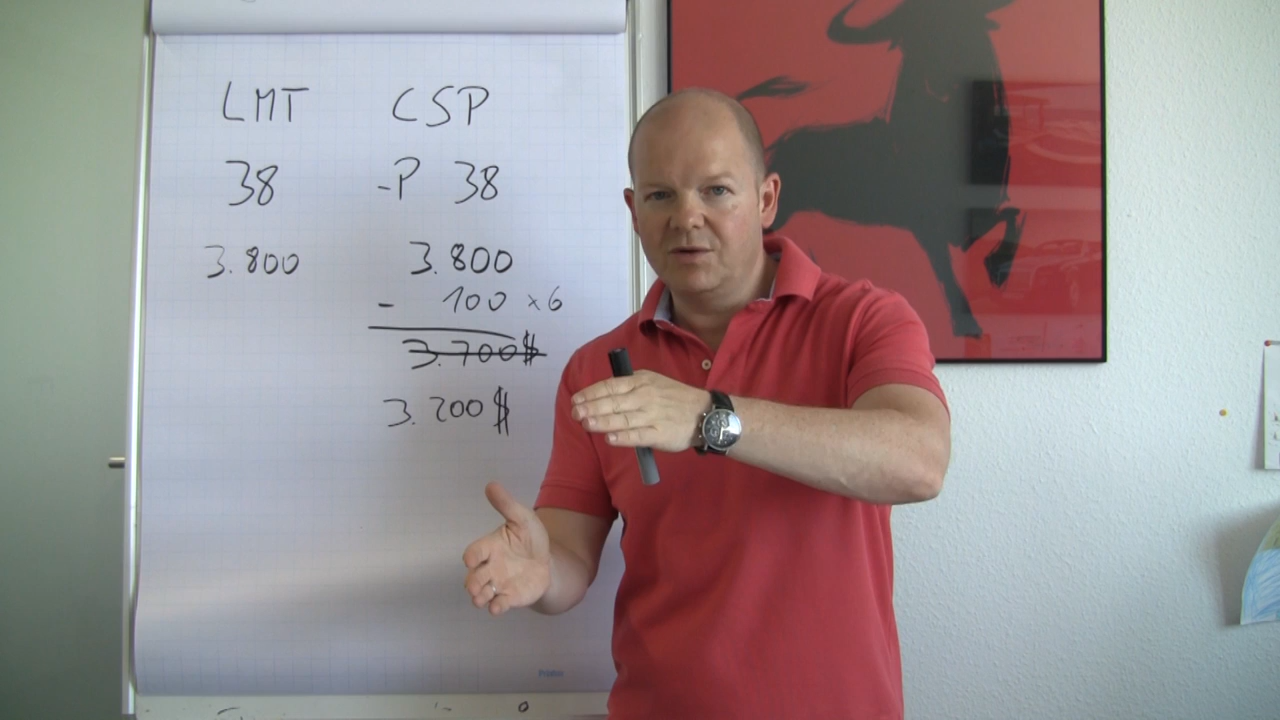 LMT CSP
38 -P 38
3.800 3.800
- 100 x6
3.700$
3.200$